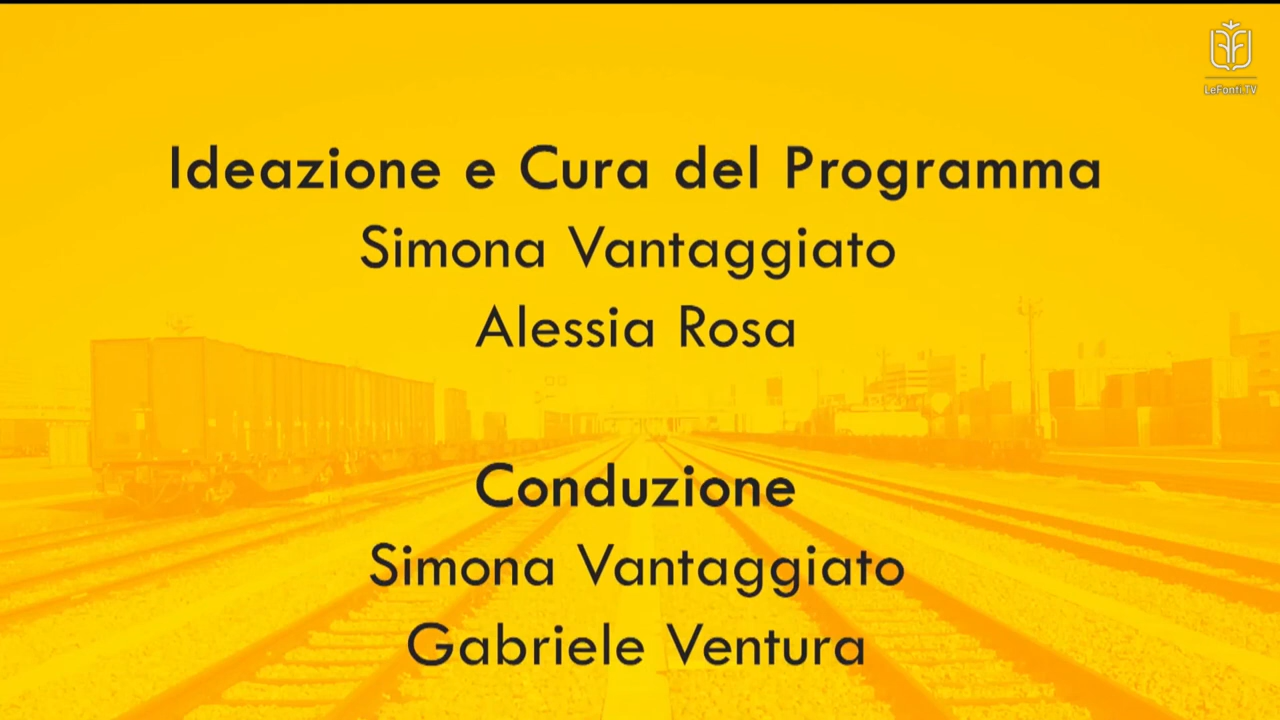 LeFonti.TV
Ideazione e Cura del Programma
Simona Vantaggiato
Alessia Rosa
Conduzione
Simona Vantaggiato
Gabriele Ventura